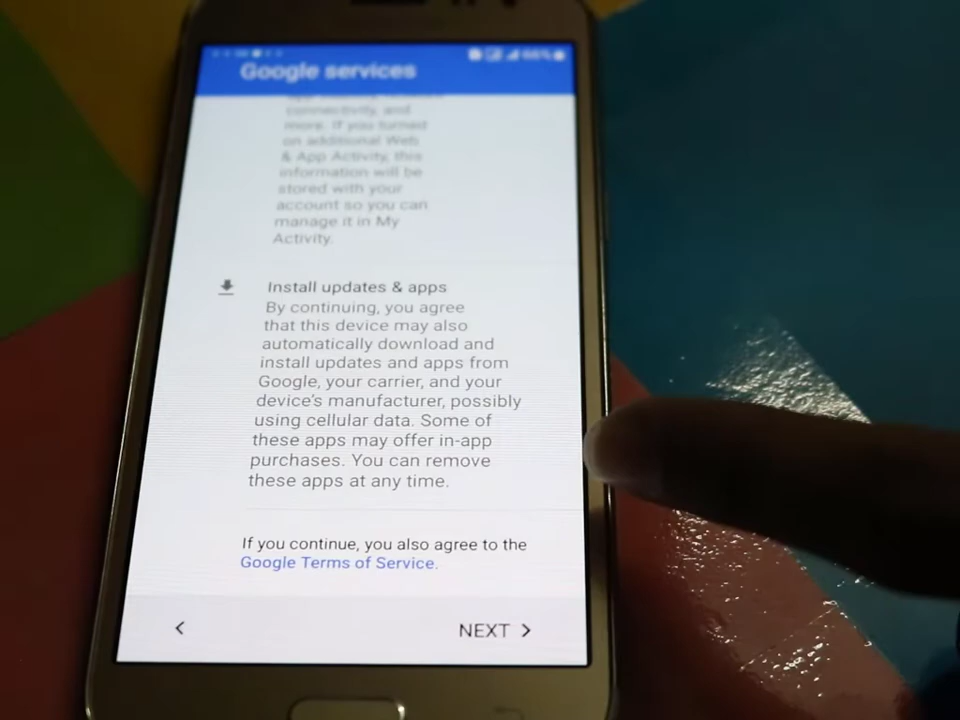 Google services
connectivity, and
more. If you turned
on additional Web
& App Activity, this
information will be
stored with your
account so you can
manage it in My
Activity.
Install updates & apps
By continuing, you agree
that this device may also
automatically download and
install updates and apps from
Google, your carrier, and your
device's manufacturer, possibly
using cellular data. Some of
these apps may offer in-app
purchases. You can remove
these apps at any time.
If you continue, you also agree to the
Google Terms of Service.
NEXT